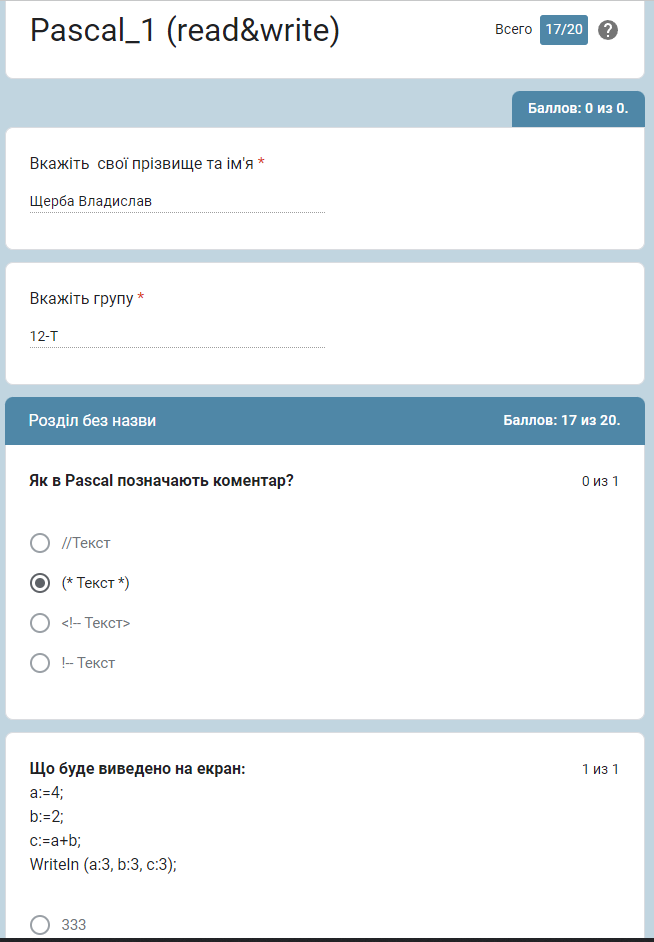 Pascal_1 (read&write)
Всего 17/20
Баллов: 0 из 0.
Вкажіть свої прізвище та ім'я *
Щерба Владислав
Вкажіть групу *
12-Т
Розділ без назви
Баллов: 17 из 20.
Як в Pascal позначають коментар?
0 из 1
//Текст
(* Текст *)
<!-- Текст>
!-- Текст
Що буде виведено на екран:
1 из 1
a:=4;
b:=2;
c:=a+b;
Writeln (a:3, b:3, c:3);
333